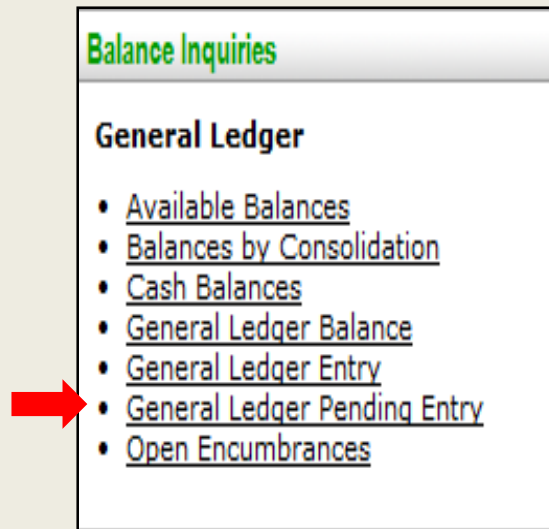 Balance Inquiries
General Ledger
• Available Balances
• Balances by Consolidation
• Cash Balances
• General Ledger Balance
• General Ledger Entry
• General Ledger Pending Entry
• Open Encumbrances